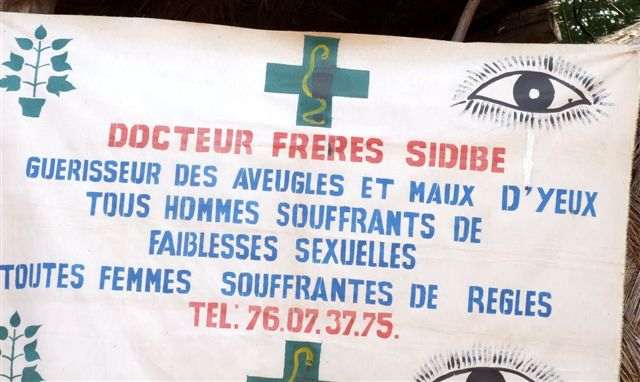 DOCTEUR FRERES SIDIBE
GUERISSEUR DES AVEUGLES ET MAUX D'YEUX
TOUS HOMMES SOUFFRANTS DE
FAIBLESSES SEXUELLES
TOUTES FEMMES SOUFFRANTES DE REGLES
TEL: 76.07.37.75.